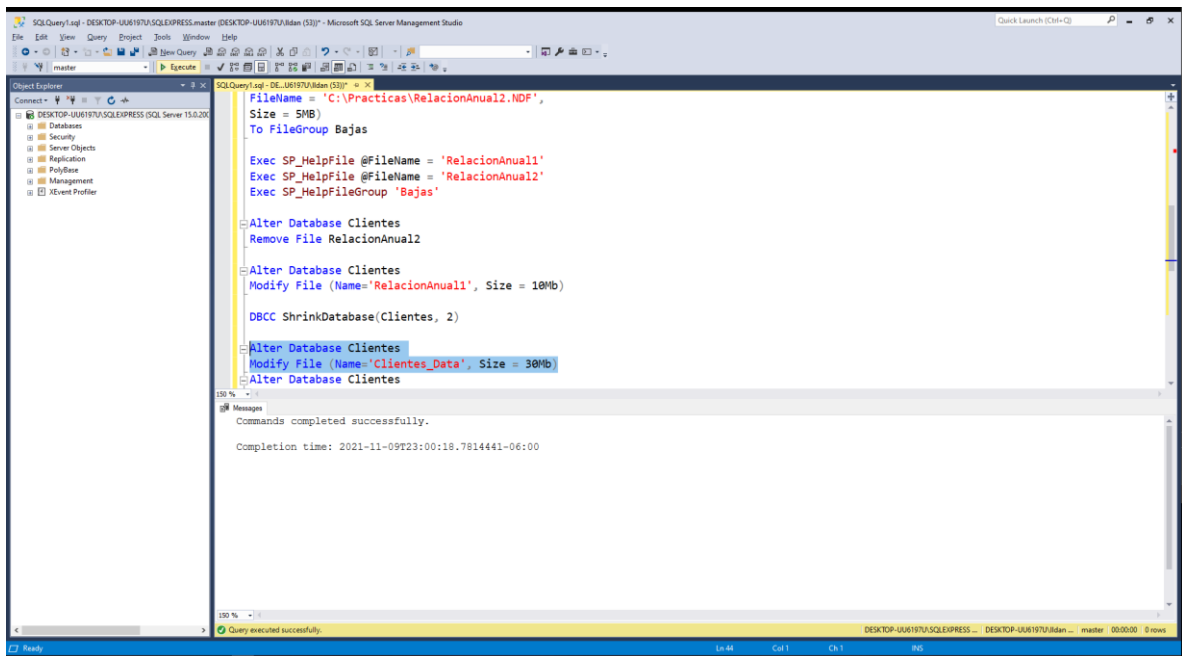 SQLQuery1.sql - DESKTOP-UU6197U\SQLEXPRESS.master (DESKTOP-UU6197U\Ildan (53))* - Microsoft SQL Server Management Studio
Quick Launch (Ctrl+Q)
File Edit View Query Project Tools Window Help
New Query
master
Execute
Object Explorer
SQLQuery1.sql - DE...U6197U\Ildan (53))*
Connect
DESKTOP-UU6197U\SQLEXPRESS (SQL Server 15.0.200
Databases
Security
Server Objects
Replication
PolyBase
Management
XEvent Profiler
FileName = 'C:\Practicas\RelacionAnual2.NDF',
Size = 5MB)
To FileGroup Bajas
Exec SP_HelpFile @FileName = 'RelacionAnual1'
Exec SP_HelpFile @FileName = 'RelacionAnual2'
Exec SP_HelpFileGroup 'Bajas'
Alter Database Clientes
Remove File RelacionAnual2
Alter Database Clientes
Modify File (Name='RelacionAnual1', Size = 10Mb)
DBCC ShrinkDatabase(Clientes, 2)
Alter Database Clientes
Modify File (Name='Clientes_Data', Size = 30Mb)
Alter Database Clientes
150 %
Messages
Commands completed successfully.
Completion time: 2021-11-09T23:00:18.7814441-06:00
150 %
Query executed successfully.
DESKTOP-UU6197U\SQLEXPRESS ... DESKTOP-UU6197U\Ildan ... master 00:00:00 0 rows
Ready
Ln 44 Col 1 Ch 1 INS